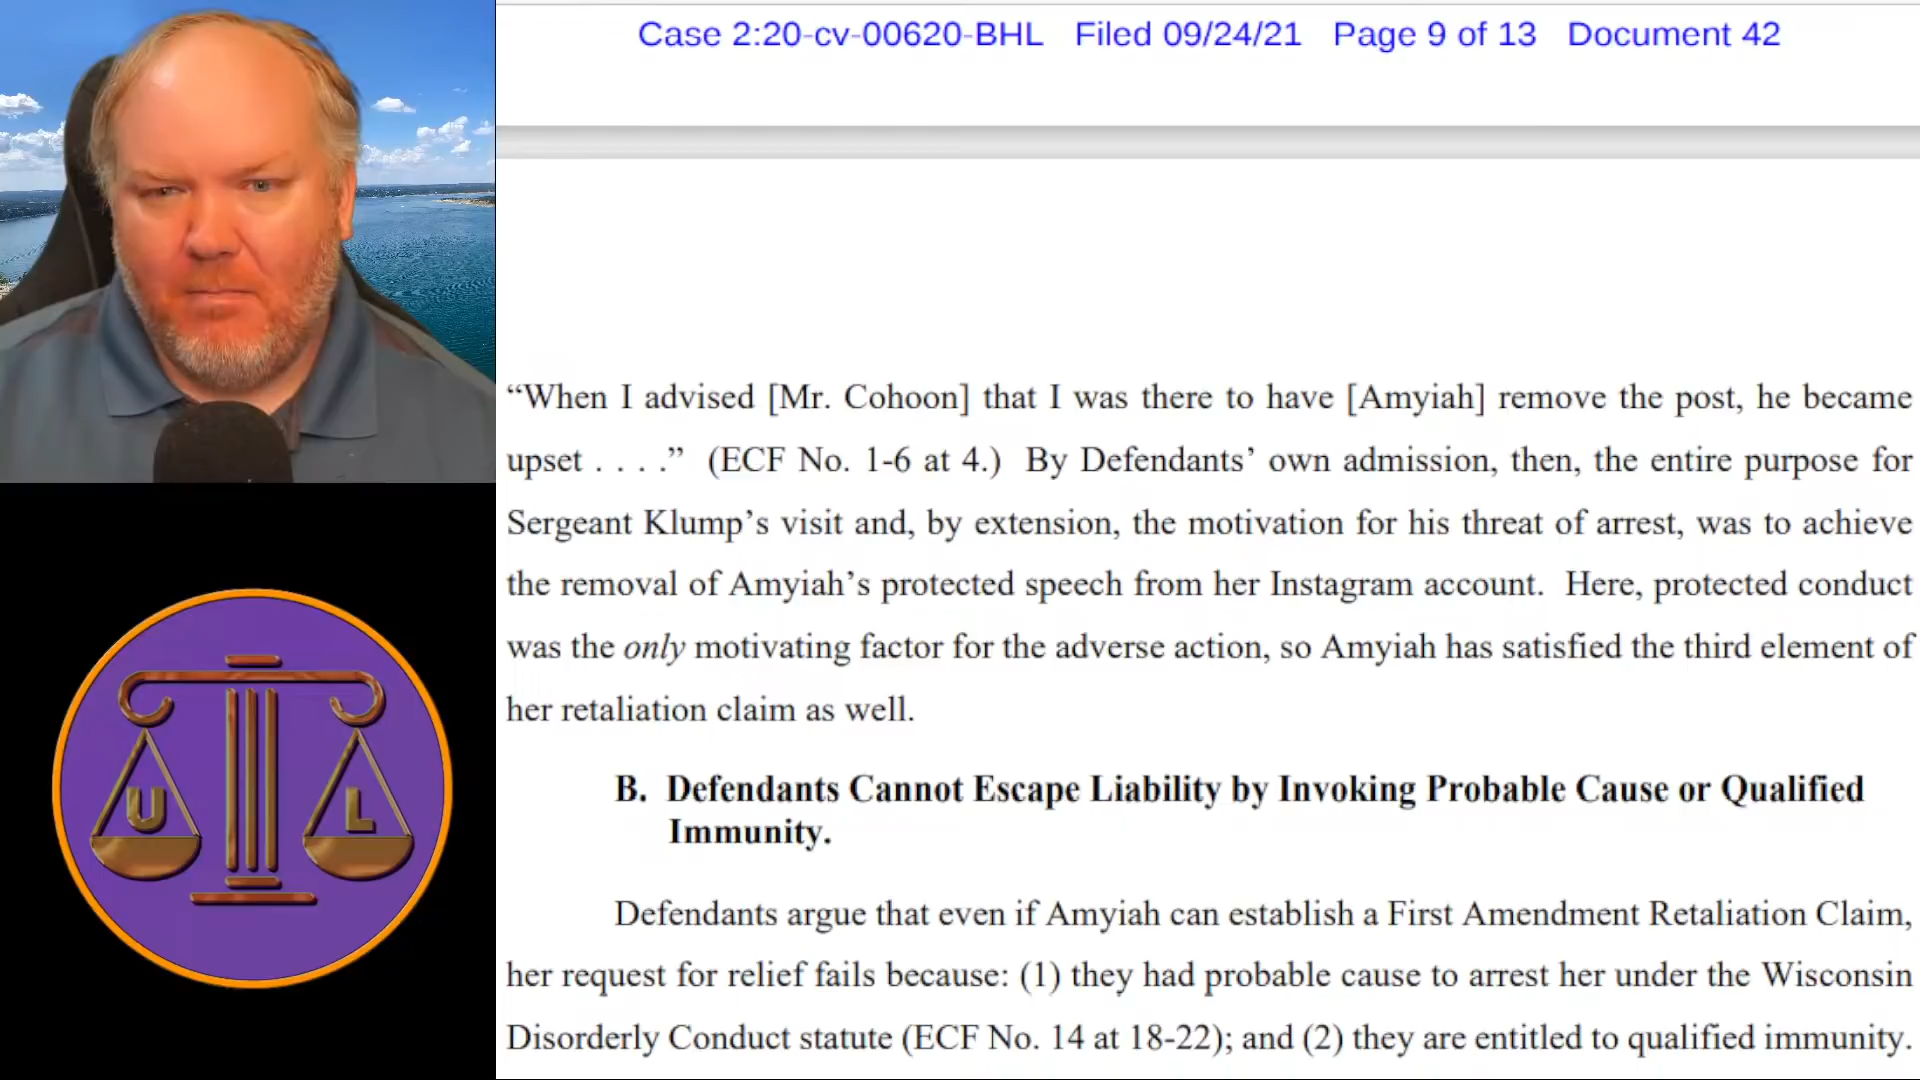 Case 2:20-cv-00620-BHL Filed 09/24/21 Page 9 of 13 Document 42
“When I advised [Mr. Cohoon] that I was there to have [Amyiah] remove the post, he became
upset . . . .” (ECF No. 1-6 at 4.) By Defendants’ own admission, then, the entire purpose for
Sergeant Klump’s visit and, by extension, the motivation for his threat of arrest, was to achieve
the removal of Amyiah’s protected speech from her Instagram account. Here, protected conduct
was the only motivating factor for the adverse action, so Amyiah has satisfied the third element of
her retaliation claim as well.
B. Defendants Cannot Escape Liability by Invoking Probable Cause or Qualified
Immunity.
Defendants argue that even if Amyiah can establish a First Amendment Retaliation Claim,
her request for relief fails because: (1) they had probable cause to arrest her under the Wisconsin
Disorderly Conduct statute (ECF No. 14 at 18-22); and (2) they are entitled to qualified immunity.
U L